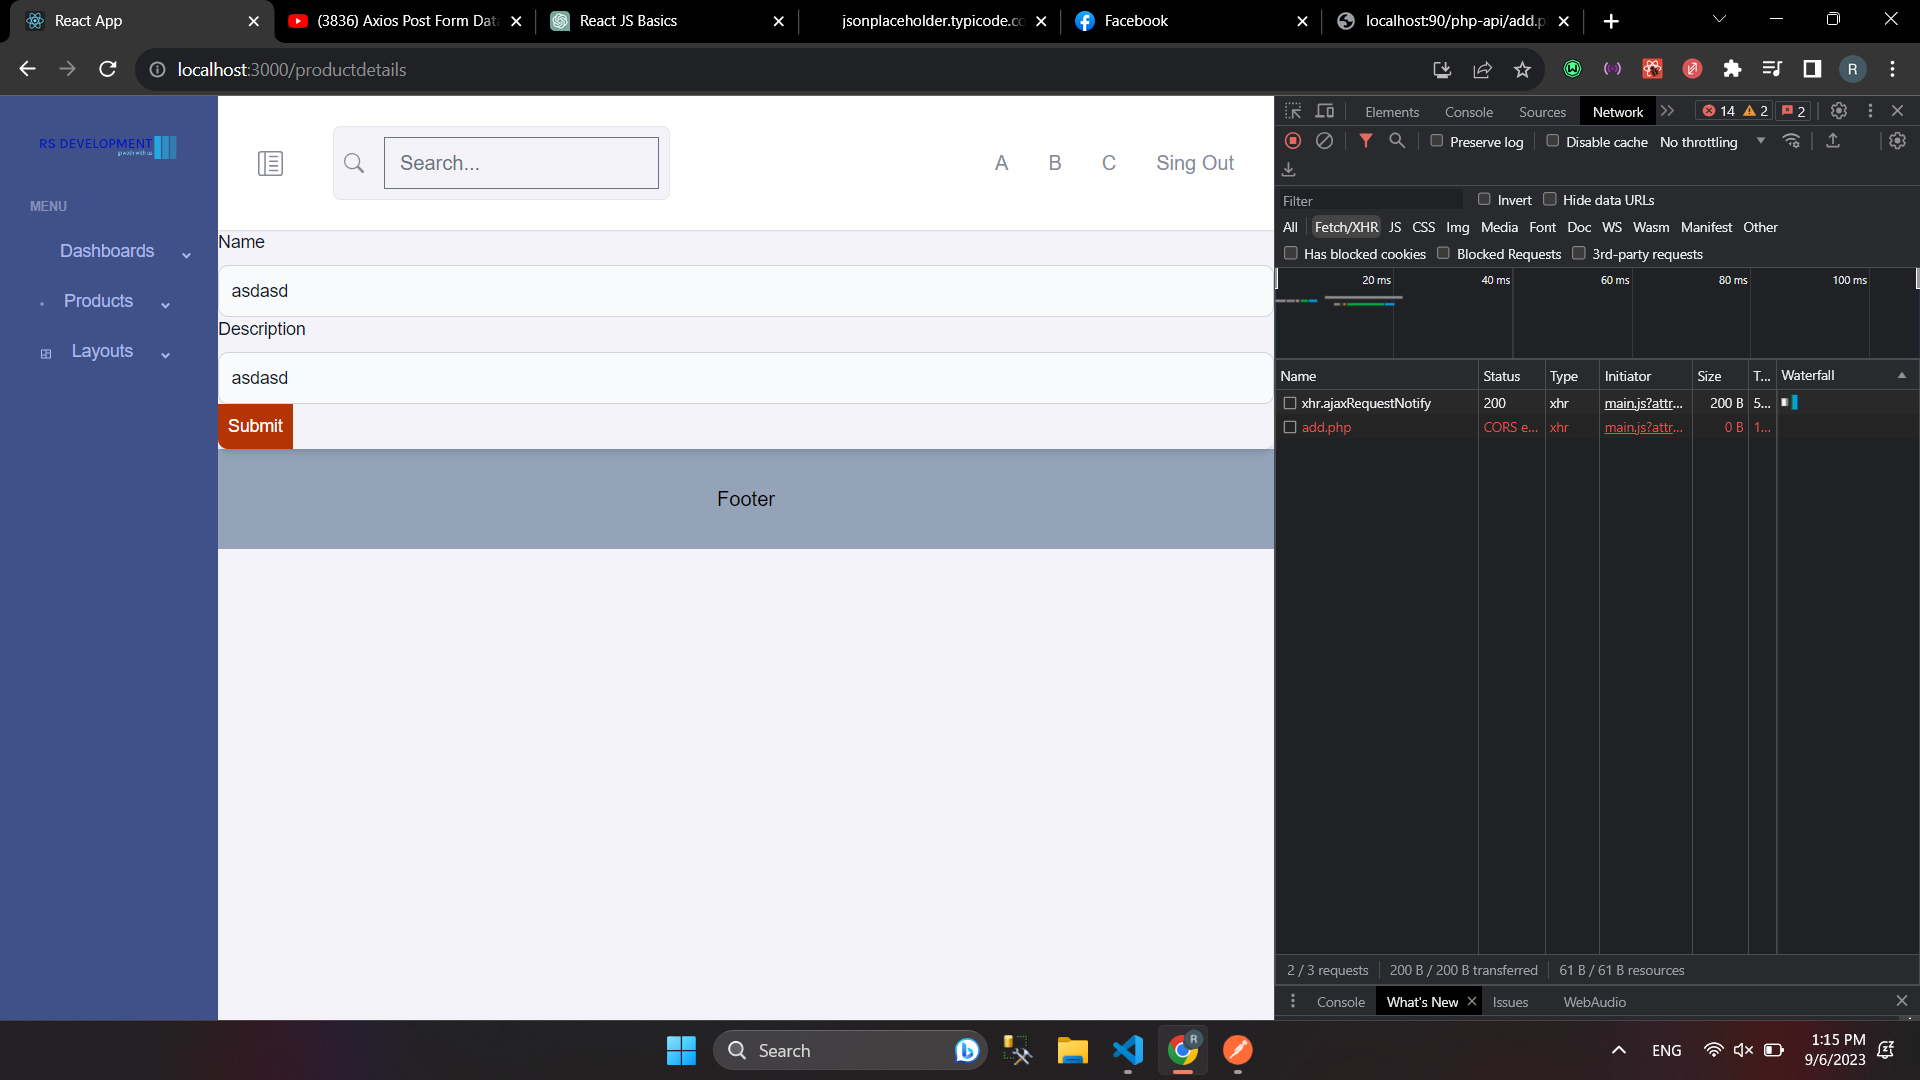 React App
(3836) Axios Post Form Dat
React JS Basics
jsonplaceholder.typicode.co
Facebook
localhost:90/php-api/add.p
localhost:3000/productdetails
R
RS DEVELOPMENT
growth with us
MENU
Dashboards
Products
Layouts
Search...
A
B
C
Sing Out
Name
asdasd
Description
asdasd
Submit
Footer
Elements
Console
Sources
Network
14
2
2
Preserve log
Disable cache
No throttling
Filter
Invert
Hide data URLs
All
Fetch/XHR
JS
CSS
Img
Media
Font
Doc
WS
Wasm
Manifest
Other
Has blocked cookies
Blocked Requests
3rd-party requests
20 ms
40 ms
60 ms
80 ms
100 ms
Name
Status
Type
Initiator
Size
T...
Waterfall
xhr.ajaxRequestNotify
200
xhr
main.js?attr...
200 B
5...
add.php
CORS e...
xhr
main.js?attr...
0 B
1...
2 / 3 requests
200 B / 200 B transferred
61 B / 61 B resources
Console
What's New
Issues
WebAudio
Search
R
ENG
1:15 PM
9/6/2023